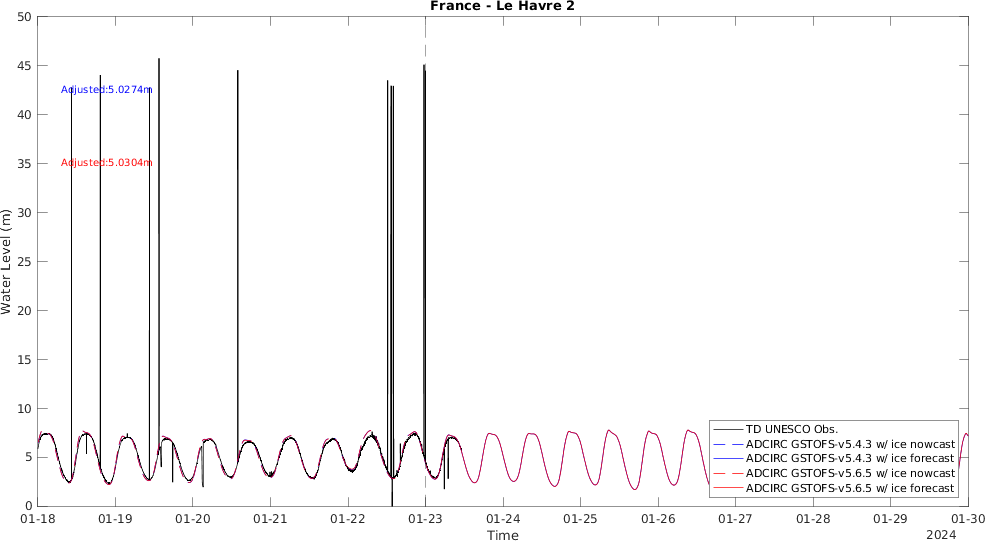 France - Le Havre 2
50
45
40
35
30
25
20
15
10
5
0
Water Level (m)
Adjusted:5.0274m
Adjusted:5.0304m
TD UNESCO Obs.
ADCIRC GSTOFS-v5.4.3 w/ ice nowcast
ADCIRC GSTOFS-v5.4.3 w/ ice forecast
ADCIRC GSTOFS-v5.6.5 w/ ice nowcast
ADCIRC GSTOFS-v5.6.5 w/ ice forecast
01-18 01-19 01-20 01-21 01-22 01-23 01-24 01-25 01-26 01-27 01-28 01-29 01-30
Time
2024